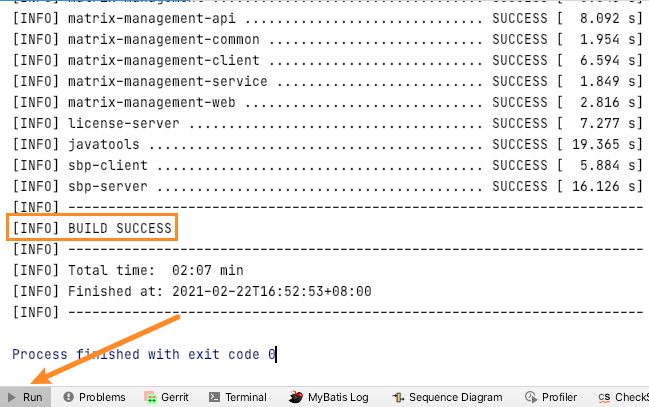 [INFO] matrix-management-api ........................... SUCCESS [  8.092 s]
[INFO] matrix-management-common ........................ SUCCESS [  1.954 s]
[INFO] matrix-management-client ........................ SUCCESS [  6.594 s]
[INFO] matrix-management-service ....................... SUCCESS [  1.849 s]
[INFO] matrix-management-web ........................... SUCCESS [  2.816 s]
[INFO] license-server .................................. SUCCESS [  7.277 s]
[INFO] javatools ....................................... SUCCESS [ 19.365 s]
[INFO] sbp-client ...................................... SUCCESS [  5.884 s]
[INFO] sbp-server ...................................... SUCCESS [ 16.126 s]
[INFO] ------------------------------------------------------------------------
[INFO] BUILD SUCCESS
[INFO] ------------------------------------------------------------------------
[INFO] Total time:  02:07 min
[INFO] Finished at: 2021-02-22T16:52:53+08:00
[INFO] ------------------------------------------------------------------------
Process finished with exit code 0
Run Problems Gerrit Terminal MyBatis Log Sequence Diagram Profiler CS CheckS